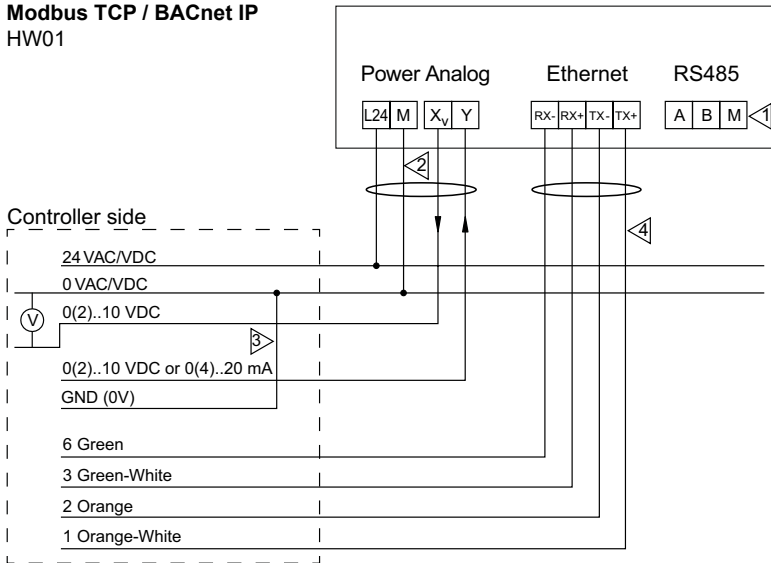 Modbus TCP / BACnet IP
HW01
Power Analog Ethernet RS485
L24 M Xv Y RX- RX+ TX- TX+ A B M 1
2
4
Controller side
24 VAC/VDC
0 VAC/VDC
V 0(2)..10 VDC
3
0(2)..10 VDC or 0(4)..20 mA
GND (0V)
6 Green
3 Green-White
2 Orange
1 Orange-White